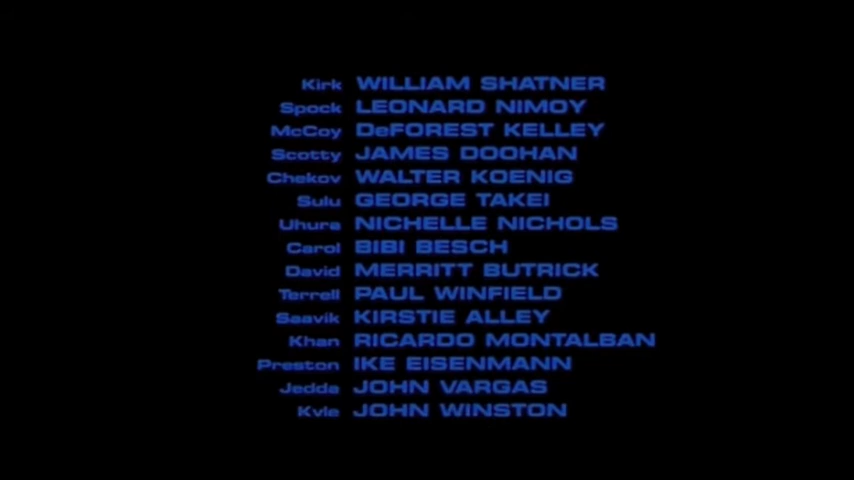 Kirk WILLIAM SHATNER
Spock LEONARD NIMOY
McCoy DeFOREST KELLEY
Scotty JAMES DOOHAN
Chekov WALTER KOENIG
Sulu GEORGE TAKEI
Uhura NICHELLE NICHOLS
Carol BIBI BESCH
David MERRITT BUTRICK
Terrell PAUL WINFIELD
Saavik KIRSTIE ALLEY
Khan RICARDO MONTALBAN
Preston IKE EISENMANN
Jedda JOHN VARGAS
Kyle JOHN WINSTON